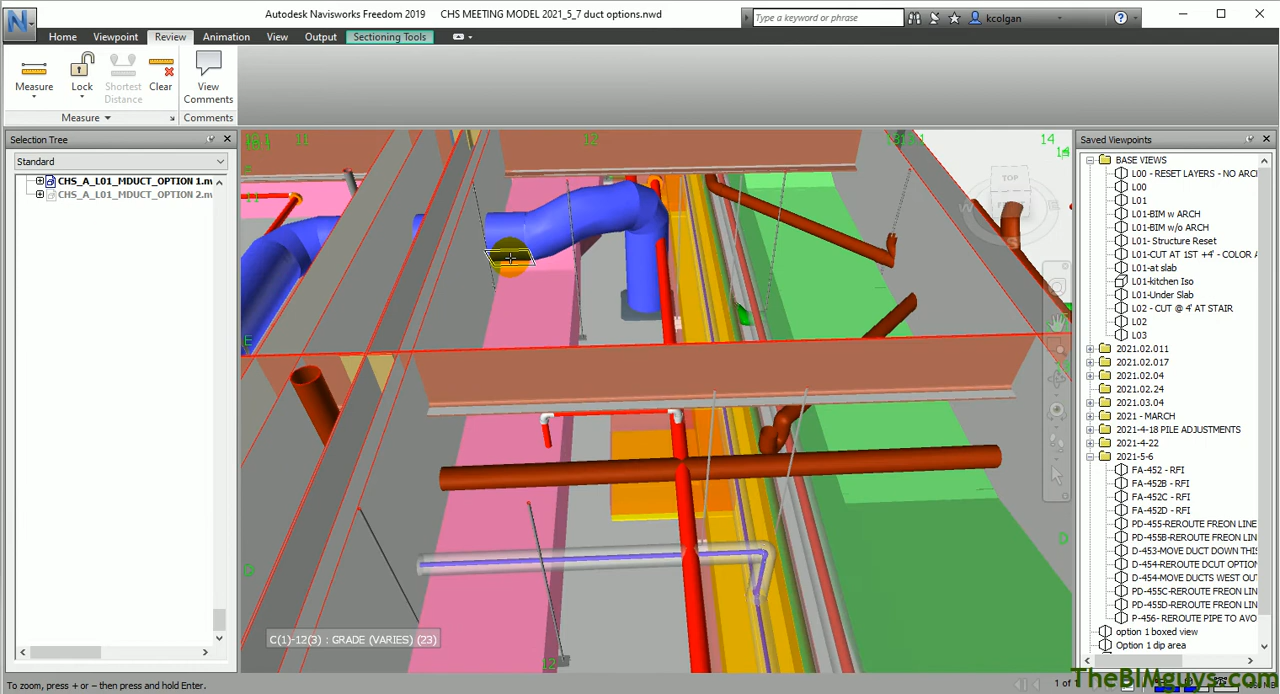 Autodesk Navisworks Freedom 2019 CHS MEETING MODEL 2021_5_7 duct options.nwd
Type a keyword or phrase
kcolgan
Home Viewpoint Review Animation View Output Sectioning Tools
Measure Lock Shortest Distance Clear View Comments
Measure Comments
Selection Tree
Standard
CHS_A_L01_MDUCT_OPTION 1.m
CHS_A_L01_MDUCT_OPTION 2.m
11 12 14
14
11
TOP
W
E
D
D
12
C(1)-12(3) : GRADE (VARIES) (23)
Saved Viewpoints
BASE VIEWS
L00 - RESET LAYERS - NO ARC
L00
L01
L01-BIM w ARCH
L01-BIM w/o ARCH
L01- Structure Reset
L01-CUT AT 1ST +4' - COLOR A
L01-at slab
L01-kitchen Iso
L01-Under Slab
L02 - CUT @ 4' AT STAIR
L02
L03
2021.02.011
2021.02.017
2021.02.04
2021.02.24
2021.03.04
2021 - MARCH
2021-4-18 PILE ADJUSTMENTS
2021-4-22
2021-5-6
FA-452 - RFI
FA-452B - RFI
FA-452C - RFI
FA-452D - RFI
PD-455-REROUTE FREON LINE
PD-455B-REROUTE FREON LIN
D-453-MOVE DUCT DOWN THIS
D-454-REROUTE DCUT OPTION
D-454-MOVE DUCTS WEST OUT
PD-455C-REROUTE FREON LIN
PD-455D-REROUTE FREON LIN
P-456- REROUTE PIPE TO AVO
option 1 boxed view
Option 1 dip area
To zoom, press + or – then press and hold Enter.
1 of 1
TheBIMguys.com